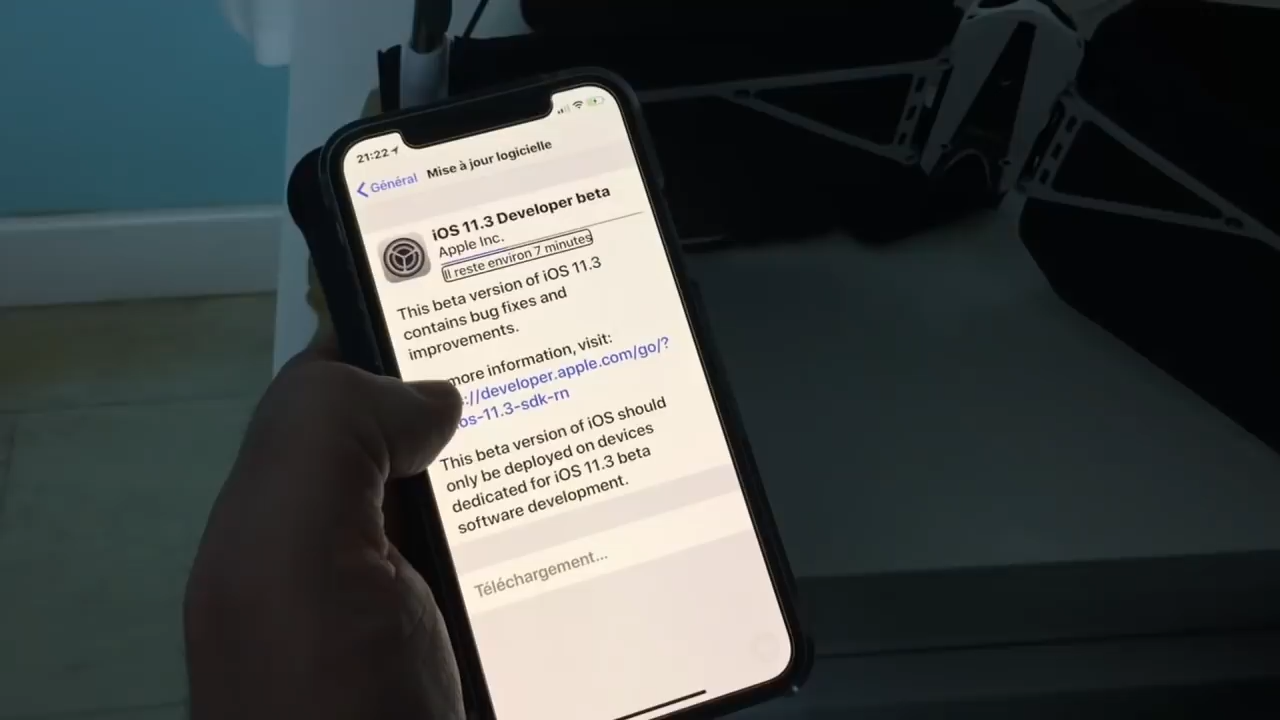 21:22
Général
Mise à jour logicielle
iOS 11.3 Developer beta
Apple Inc.
Il reste environ 7 minutes
This beta version of iOS 11.3
contains bug fixes and
improvements.
more information, visit:
://developer.apple.com/go/?
os-11.3-sdk-rn
This beta version of iOS should
only be deployed on devices
dedicated for iOS 11.3 beta
software development.
Téléchargement...